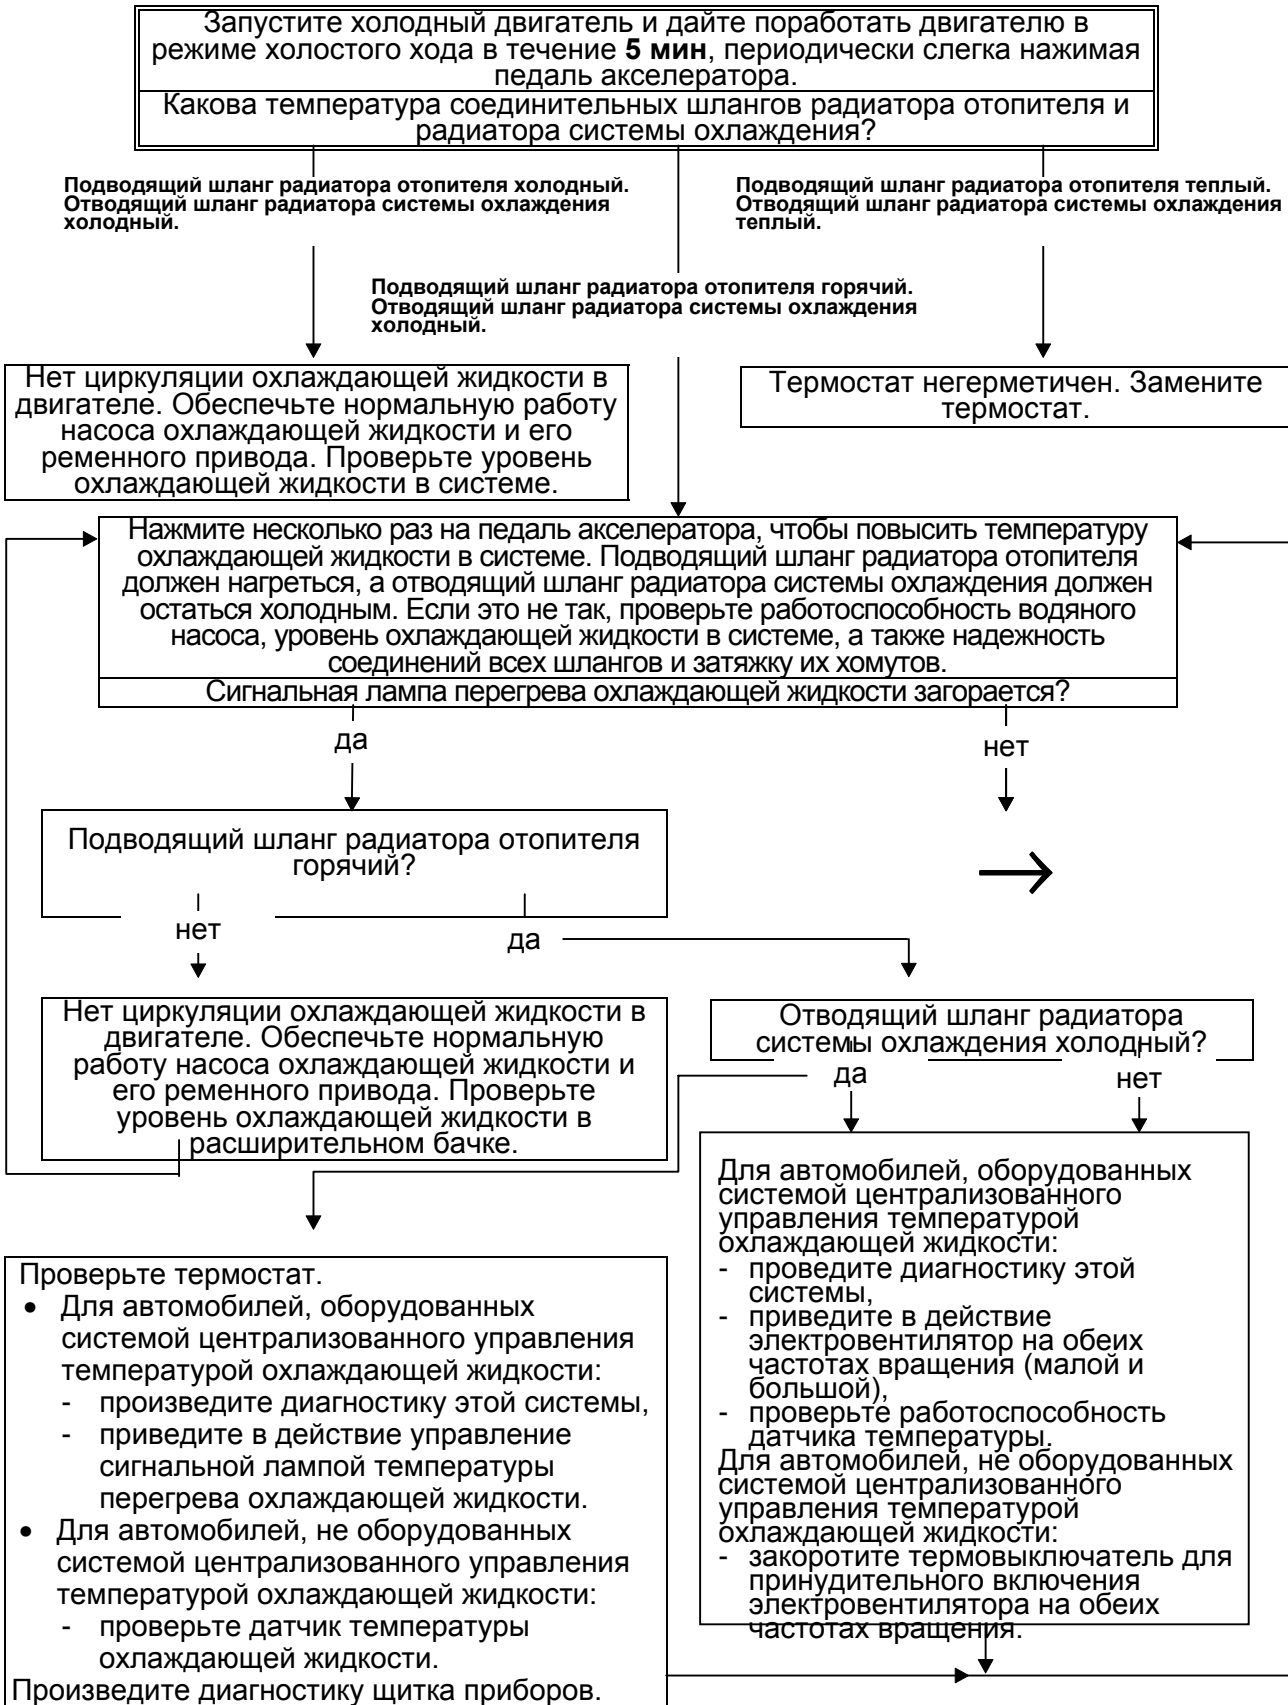 Запустите холодный двигатель и дайте поработать двигателю в
режиме холостого хода в течение 5 мин, периодически слегка нажимая
педаль акселератора.
Какова температура соединительных шлангов радиатора отопителя и
радиатора системы охлаждения?
Подводящий шланг радиатора отопителя холодный.
Отводящий шланг радиатора системы охлаждения
холодный.
Подводящий шланг радиатора отопителя теплый.
Отводящий шланг радиатора системы охлаждения
теплый.
Подводящий шланг радиатора отопителя горячий.
Отводящий шланг радиатора системы охлаждения
холодный.
Нет циркуляции охлаждающей жидкости в
двигателе. Обеспечьте нормальную работу
насоса охлаждающей жидкости и его
ременного привода. Проверьте уровень
охлаждающей жидкости в системе.
Термостат негерметичен. Замените
термостат.
Нажмите несколько раз на педаль акселератора, чтобы повысить температуру
охлаждающей жидкости в системе. Подводящий шланг радиатора отопителя
должен нагреться, а отводящий шланг радиатора системы охлаждения должен
остаться холодным. Если это не так, проверьте работоспособность водяного
насоса, уровень охлаждающей жидкости в системе, а также надежность
соединений всех шлангов и затяжку их хомутов.
Сигнальная лампа перегрева охлаждающей жидкости загорается?
да
нет
Подводящий шланг радиатора отопителя
горячий?
нет
да
Нет циркуляции охлаждающей жидкости в
двигателе. Обеспечьте нормальную
работу насоса охлаждающей жидкости и
его ременного привода. Проверьте
уровень охлаждающей жидкости в
расширительном бачке.
Отводящий шланг радиатора
системы охлаждения холодный?
да
нет
Для автомобилей, оборудованных
системой централизованного
управления температурой
охлаждающей жидкости:
- проведите диагностику этой
системы,
- приведите в действие
электровентилятор на обеих
частотах вращения (малой и
большой),
- проверьте работоспособность
датчика температуры.
Для автомобилей, не оборудованных
системой централизованного
управления температурой
охлаждающей жидкости:
- закоротите термовыключатель для
принудительного включения
электровентилятора на обеих
частотах вращения.
Проверьте термостат.
• Для автомобилей, оборудованных
системой централизованного управления
температурой охлаждающей жидкости:
- произведите диагностику этой системы,
- приведите в действие управление
сигнальной лампой температуры
перегрева охлаждающей жидкости.
• Для автомобилей, не оборудованных
системой централизованного управления
температурой охлаждающей жидкости:
- проверьте датчик температуры
охлаждающей жидкости.
Произведите диагностику щитка приборов.